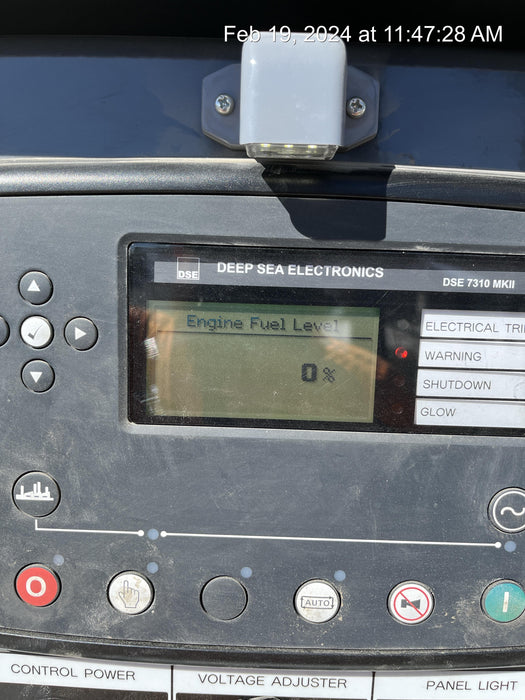 Feb 19, 2024 at 11:47:28 AM
DSE
DEEP SEA ELECTRONICS
DSE 7310 MKII
Engine Fuel Level
0 %
ELECTRICAL
WARNING
SHUTDOWN
GLOW
O
AUTO
I
CONTROL POWER
VOLTAGE ADJUSTER
PANEL LIGHT